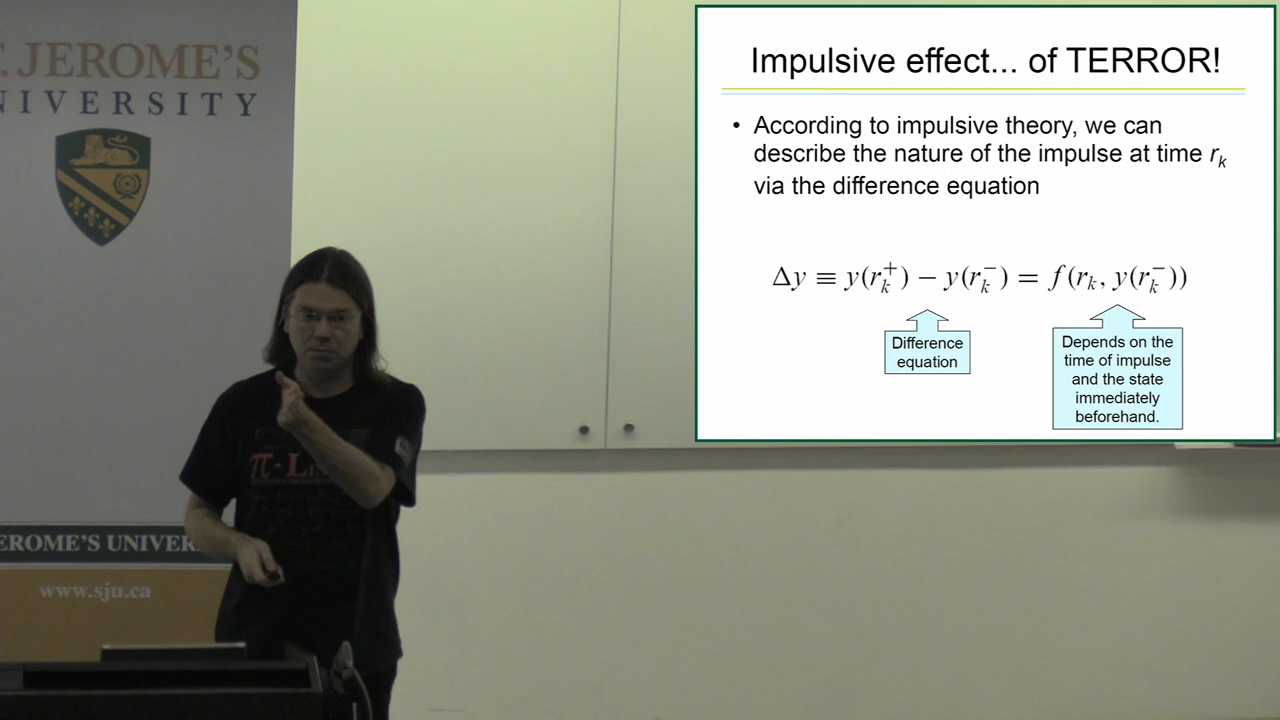 . JEROME'S
NIVERSITY
EROME'S UNIVER
www.sju.ca
π-L
Impulsive effect... of TERROR!
• According to impulsive theory, we can
describe the nature of the impulse at time r_k
via the difference equation
Δy ≡ y(r_k^+) − y(r_k^−) = f(r_k, y(r_k^−))
Difference
equation
Depends on the
time of impulse
and the state
immediately
beforehand.